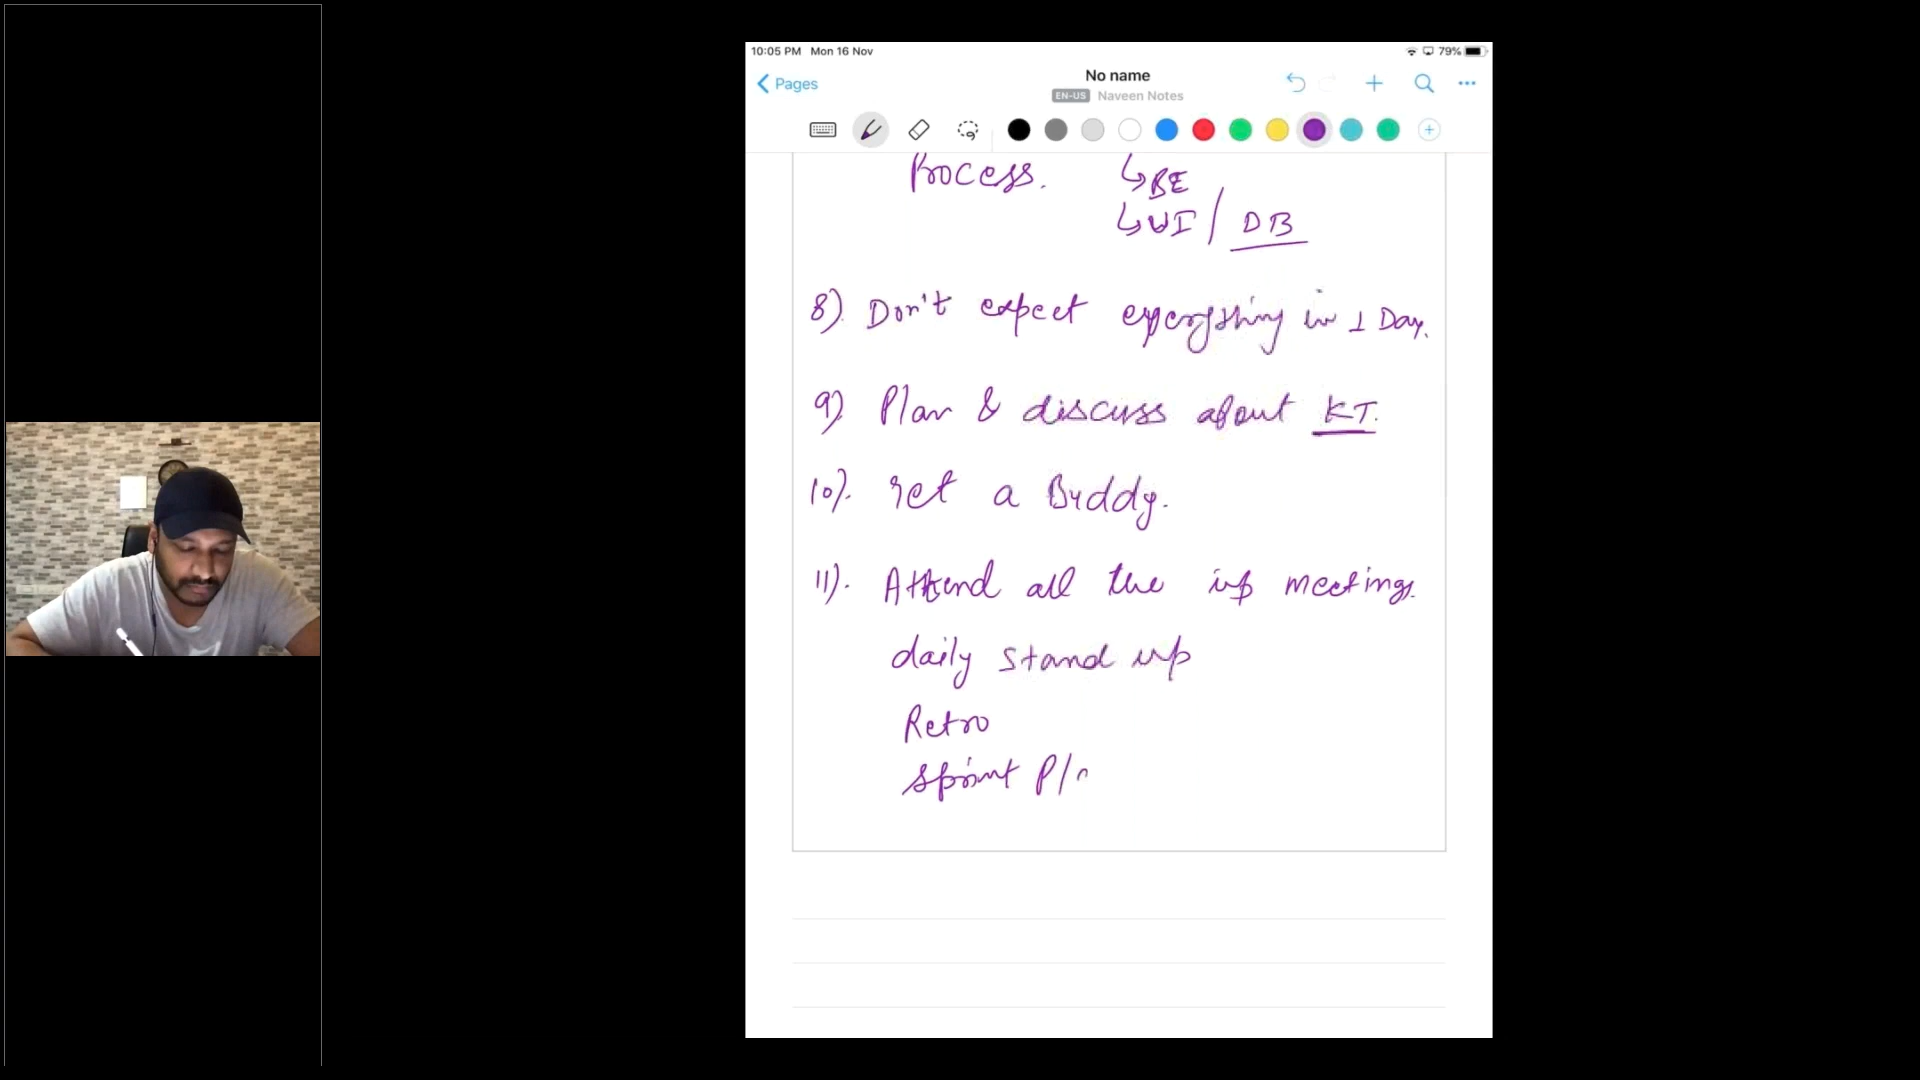 10:05 PM Mon 16 Nov 79%
Pages
No name
EN-US Naveen Notes
Process. ↳BE
↳UI / DB
8). Don't expect everything in 1 Day.
9) Plan & discuss about KT.
10). get a Buddy.
11). Attend all the imp meetings.
daily stand up
Retro
Sprint Pla